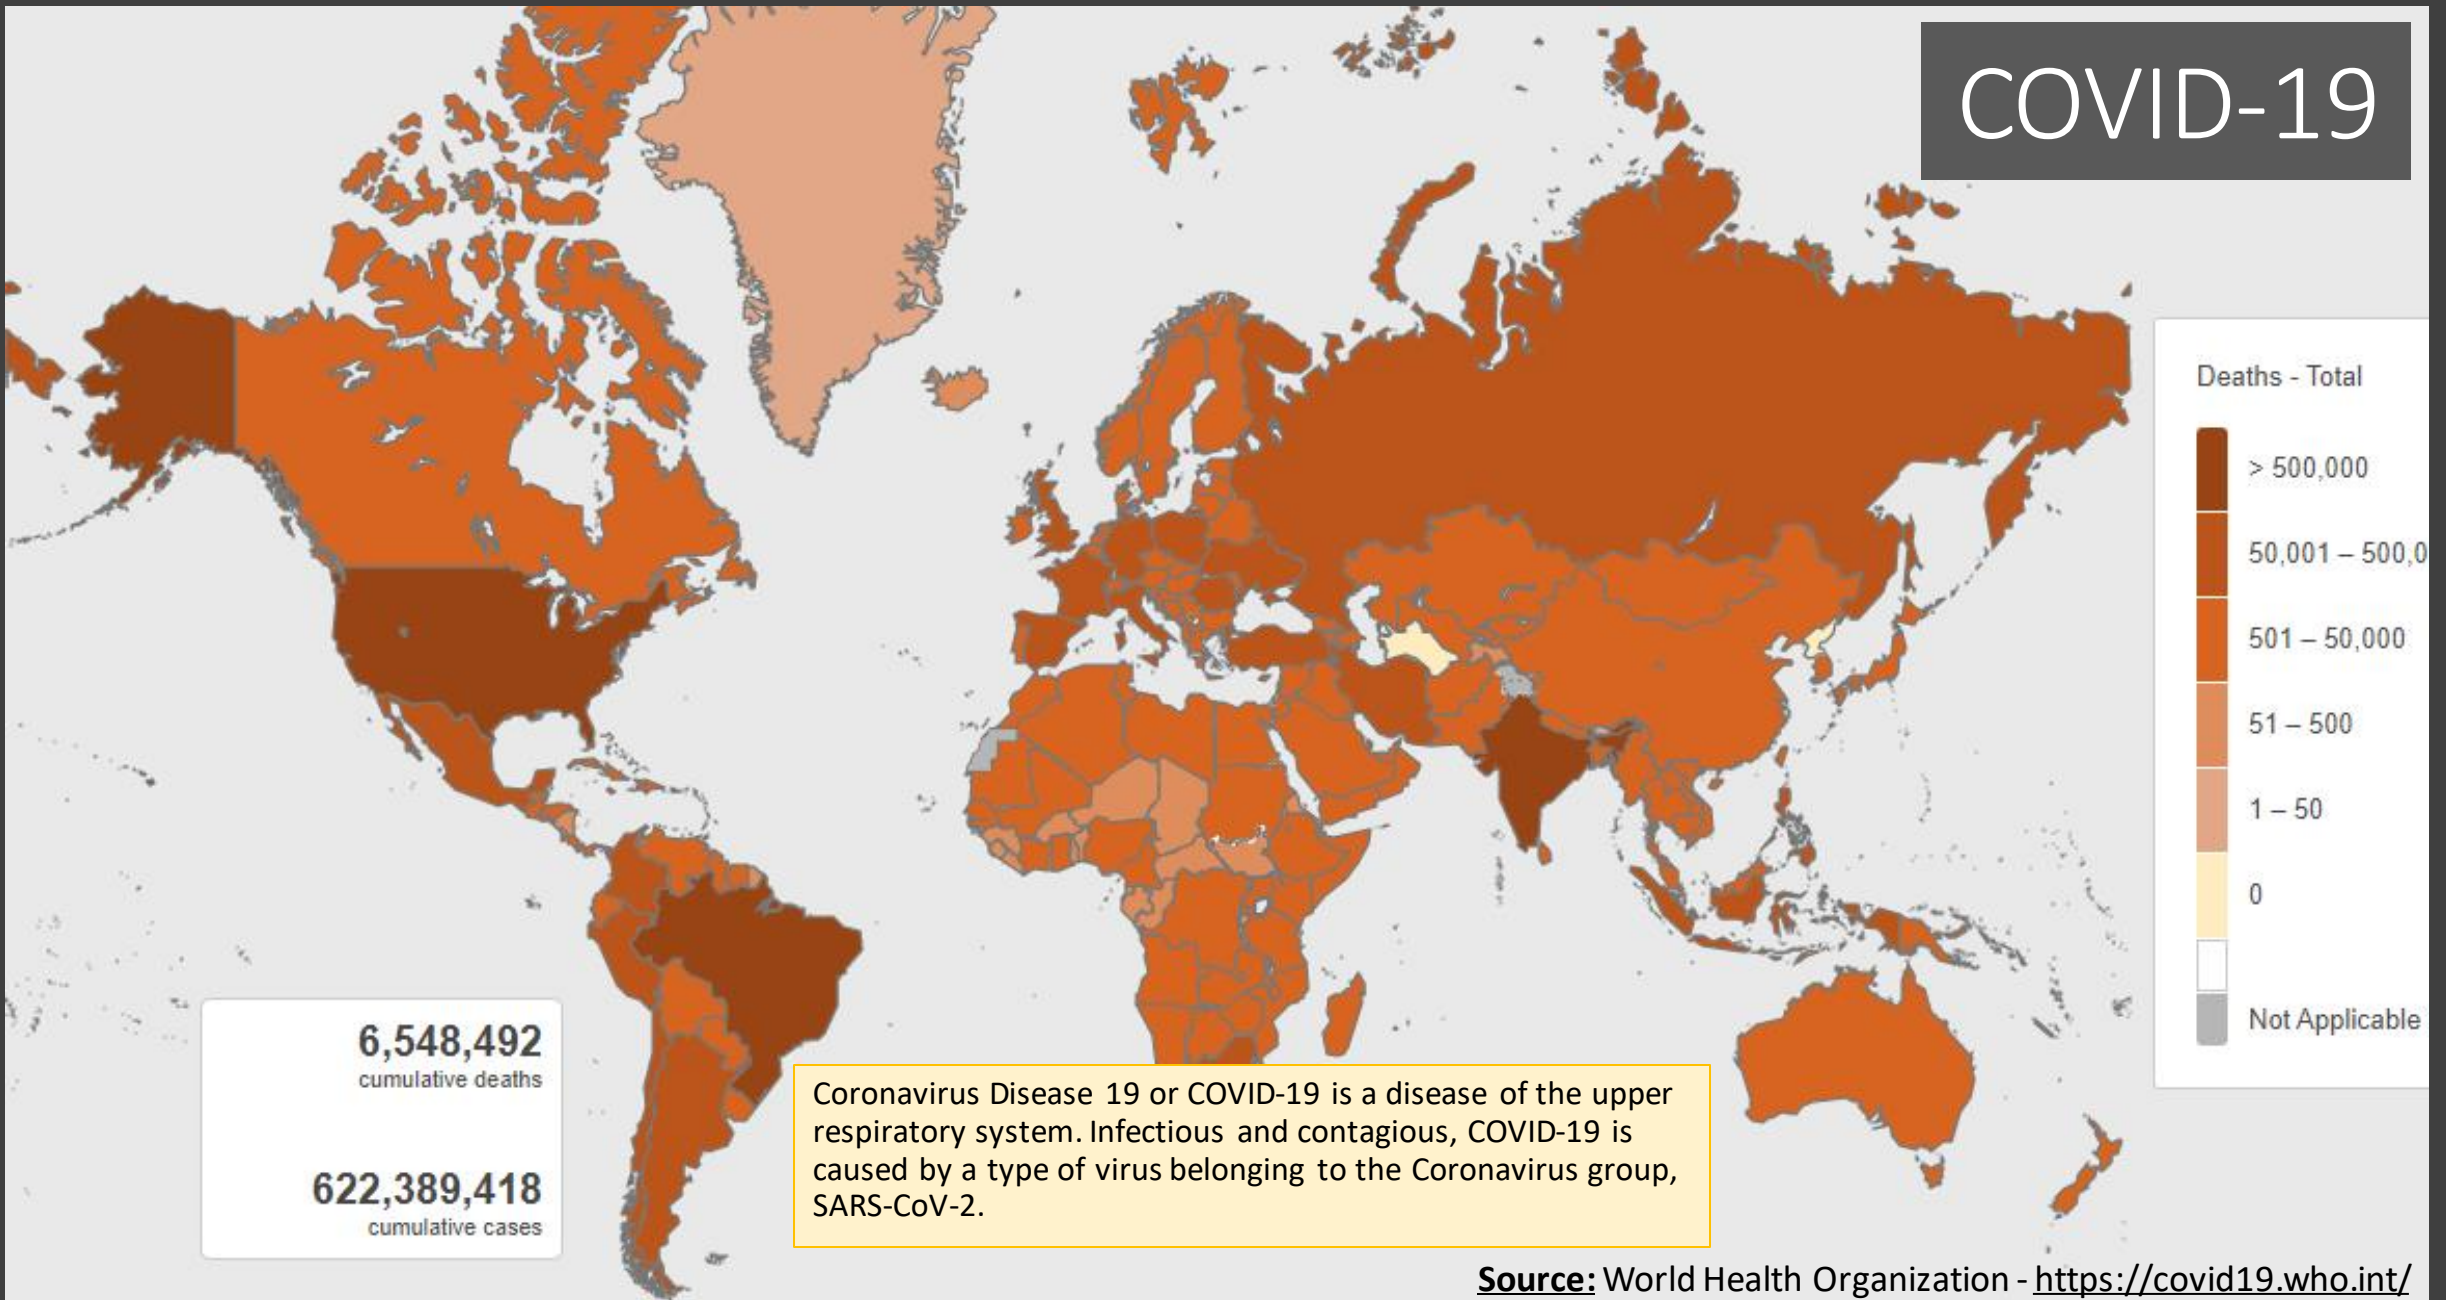 COVID-19
Deaths - Total
> 500,000
50,001 – 500,0
501 – 50,000
51 – 500
1 – 50
0
Not Applicable
6,548,492
cumulative deaths
622,389,418
cumulative cases
Coronavirus Disease 19 or COVID-19 is a disease of the upper
respiratory system. Infectious and contagious, COVID-19 is
caused by a type of virus belonging to the Coronavirus group,
SARS-CoV-2.
Source: World Health Organization - https://covid19.who.int/